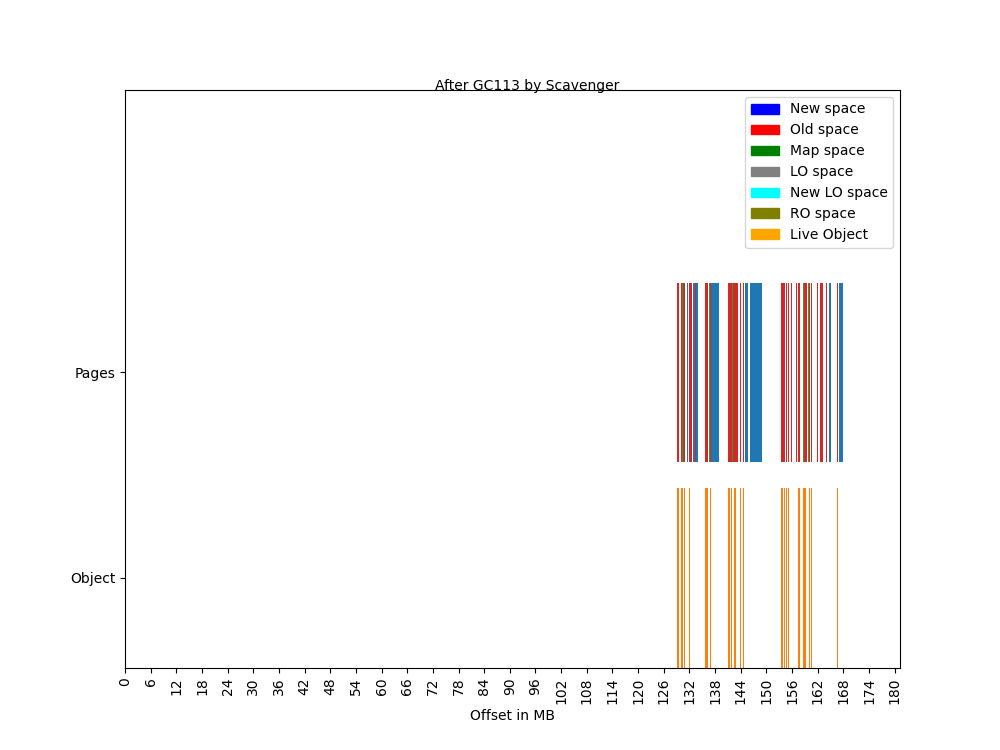 After GC113 by Scavenger
New space
Old space
Map space
LO space
New LO space
RO space
Live Object
Pages
Object
0 6 12 18 24 30 36 42 48 54 60 66 72 78 84 90 96 102 108 114 120 126 132 138 144 150 156 162 168 174 180
Offset in MB